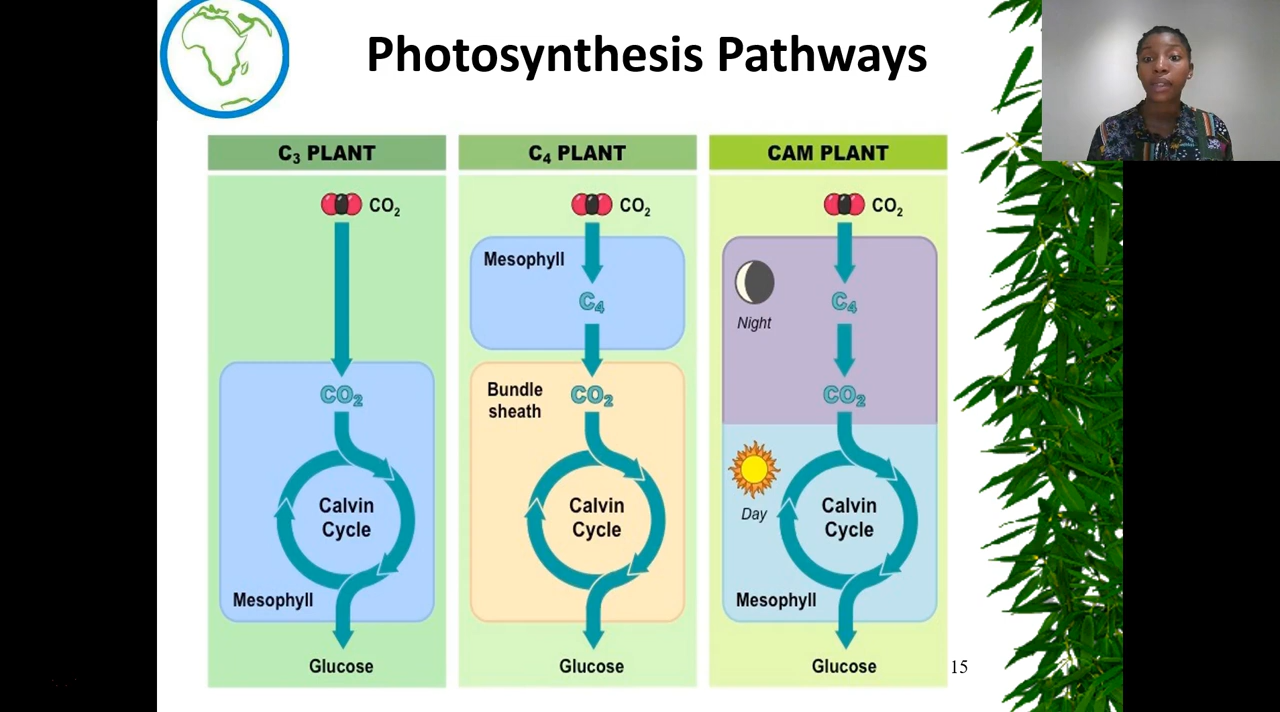 Photosynthesis Pathways
C₃ PLANT
CO₂
CO₂
Calvin
Cycle
Mesophyll
Glucose
C₄ PLANT
CO₂
Mesophyll
C₄
Bundle
sheath
CO₂
Calvin
Cycle
Glucose
CAM PLANT
CO₂
Night
C₄
CO₂
Day
Calvin
Cycle
Mesophyll
Glucose
15